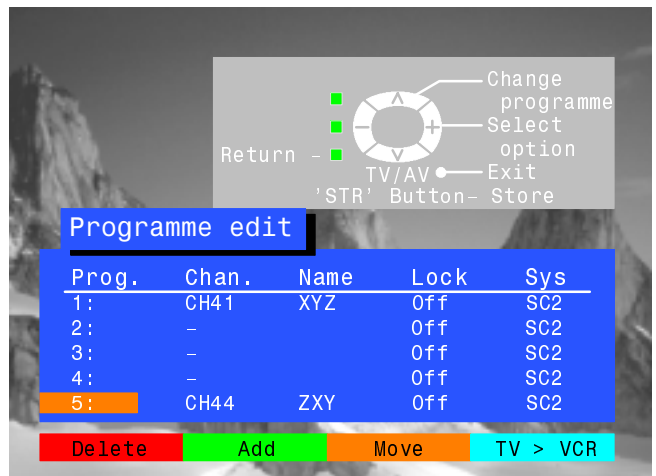 Change
programme
Select
option
Return –
TV/AV Exit
'STR' Button– Store
Programme edit
Prog. Chan. Name Lock Sys
1: CH41 XYZ Off SC2
2: – Off SC2
3: – Off SC2
4: – Off SC2
5: CH44 ZXY Off SC2
Delete Add Move TV > VCR